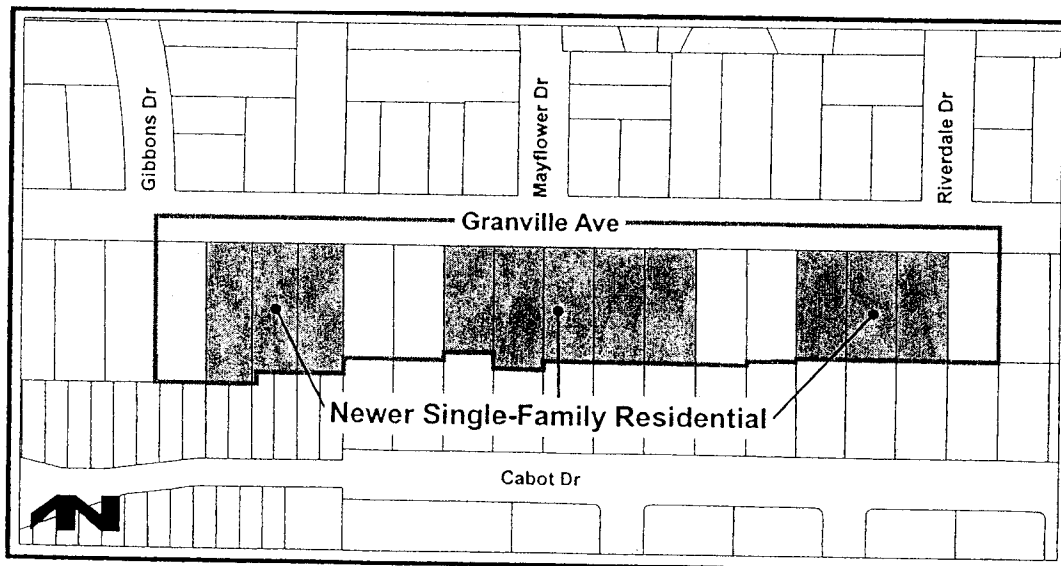 Gibbons Dr
Mayflower Dr
Riverdale Dr
Granville Ave
Newer Single-Family Residential
Cabot Dr
N